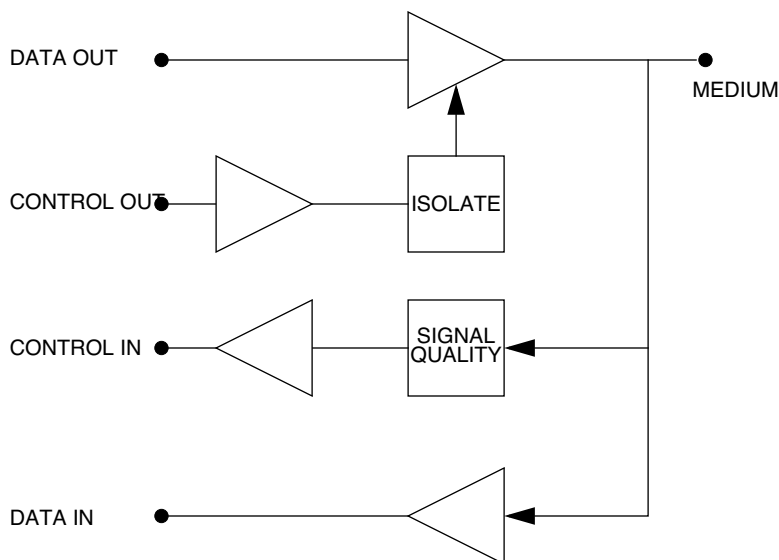 DATA OUT
MEDIUM
CONTROL OUT
ISOLATE
CONTROL IN
SIGNAL
QUALITY
DATA IN